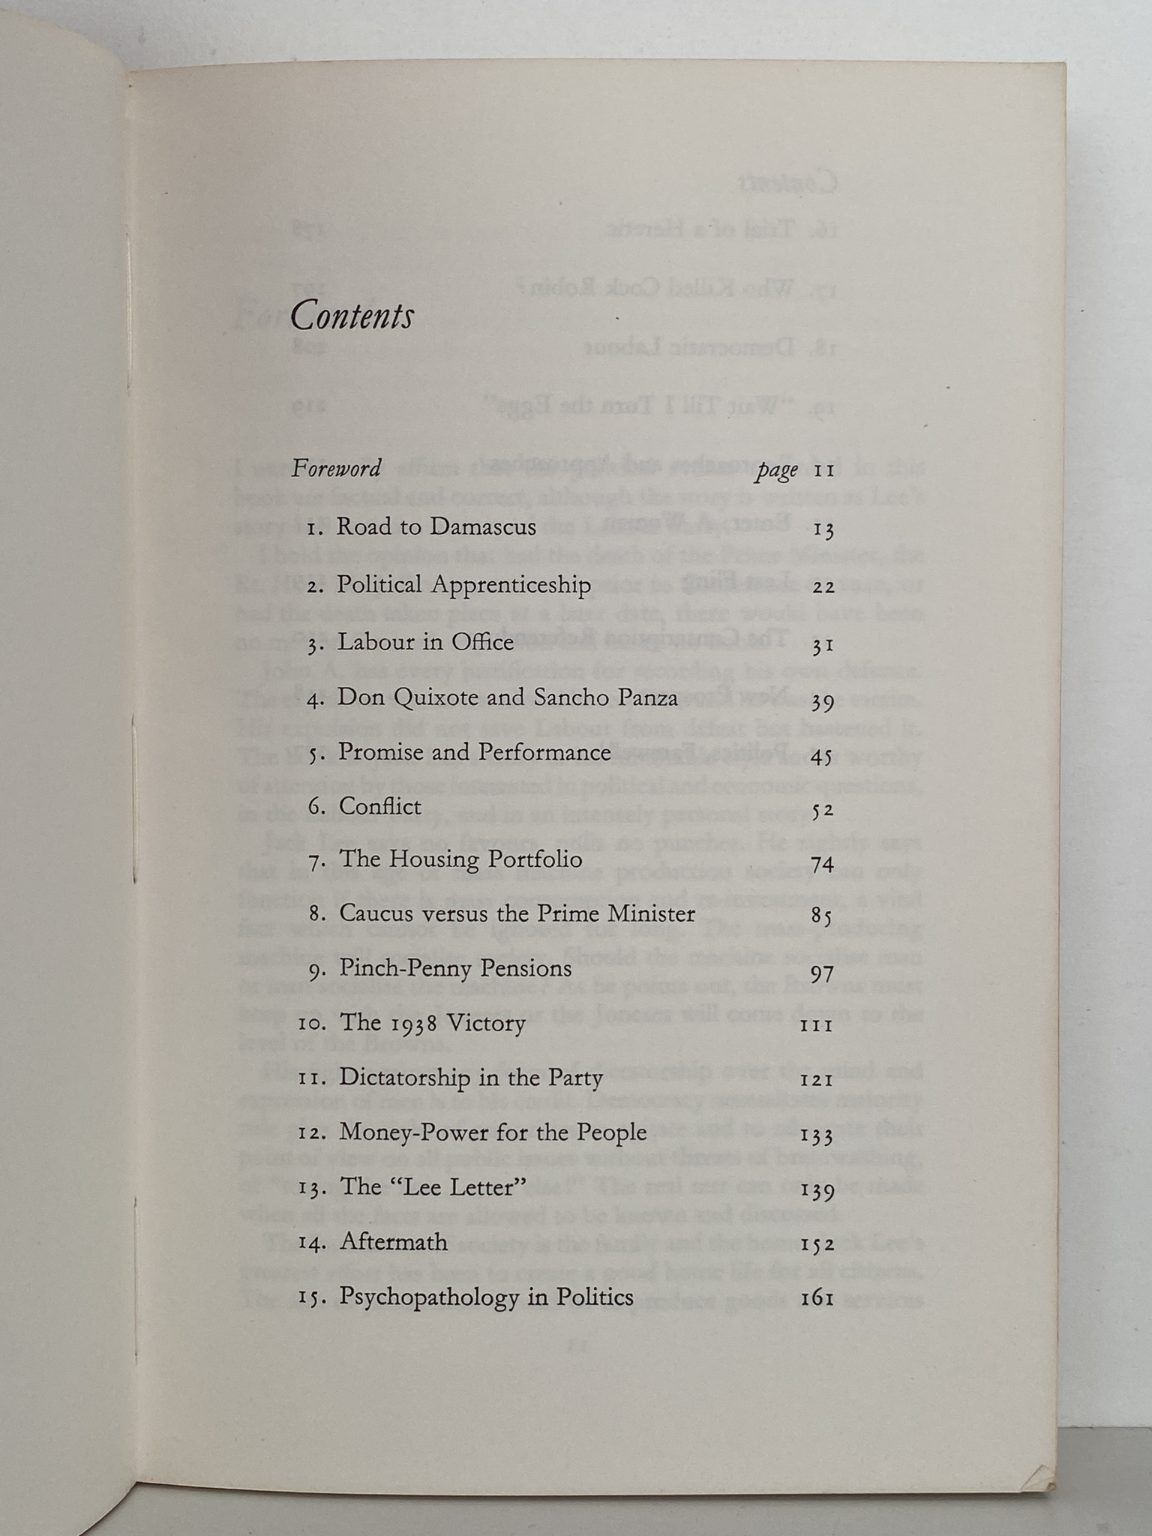 Contents
Foreword page 11
1. Road to Damascus 13
2. Political Apprenticeship 22
3. Labour in Office 31
4. Don Quixote and Sancho Panza 39
5. Promise and Performance 45
6. Conflict 52
7. The Housing Portfolio 74
8. Caucus versus the Prime Minister 85
9. Pinch-Penny Pensions 97
10. The 1938 Victory 111
11. Dictatorship in the Party 121
12. Money-Power for the People 133
13. The “Lee Letter” 139
14. Aftermath 152
15. Psychopathology in Politics 161